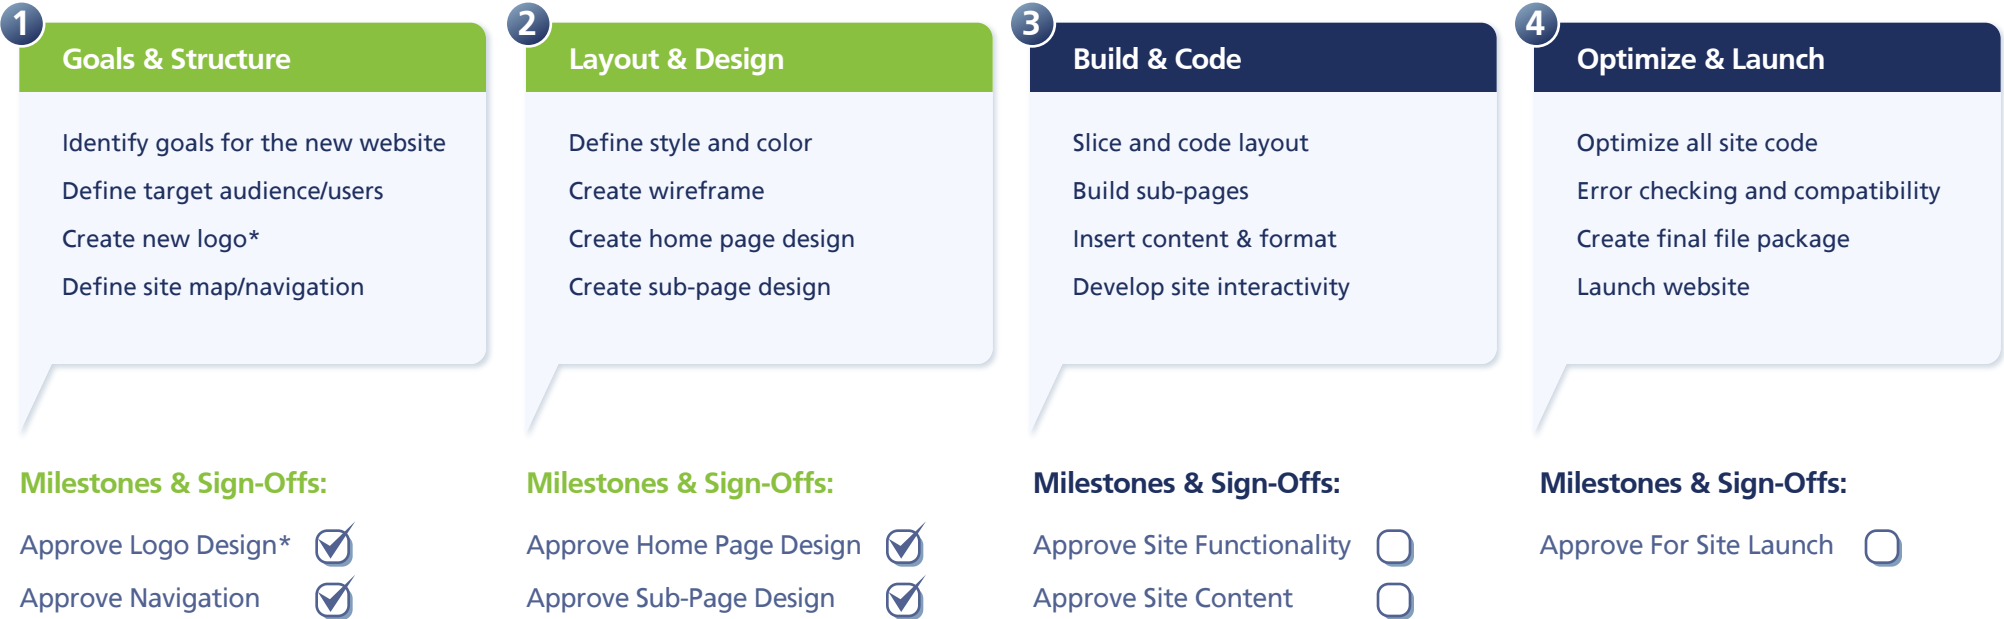 1
Goals & Structure
Identify goals for the new website
Define target audience/users
Create new logo*
Define site map/navigation
Milestones & Sign-Offs:
Approve Logo Design*
Approve Navigation
2
Layout & Design
Define style and color
Create wireframe
Create home page design
Create sub-page design
Milestones & Sign-Offs:
Approve Home Page Design
Approve Sub-Page Design
3
Build & Code
Slice and code layout
Build sub-pages
Insert content & format
Develop site interactivity
Milestones & Sign-Offs:
Approve Site Functionality
Approve Site Content
4
Optimize & Launch
Optimize all site code
Error checking and compatibility
Create final file package
Launch website
Milestones & Sign-Offs:
Approve For Site Launch